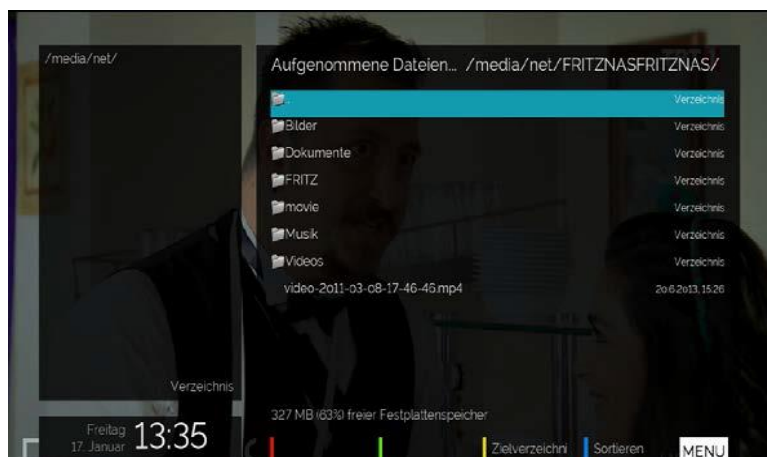 /media/net/
Aufgenommene Dateien... /media/net/FRITZNASFRITZNAS/
.. Verzeichnis
Bilder Verzeichnis
Dokumente Verzeichnis
FRITZ Verzeichnis
movie Verzeichnis
Musik Verzeichnis
Videos Verzeichnis
video-2011-03-08-17-46-46.mp4 20.6.2013, 15:26
Verzeichnis
327 MB (63%) freier Festplattenspeicher
Freitag
17. Januar 13:35
Zielverzeichni Sortieren MENU